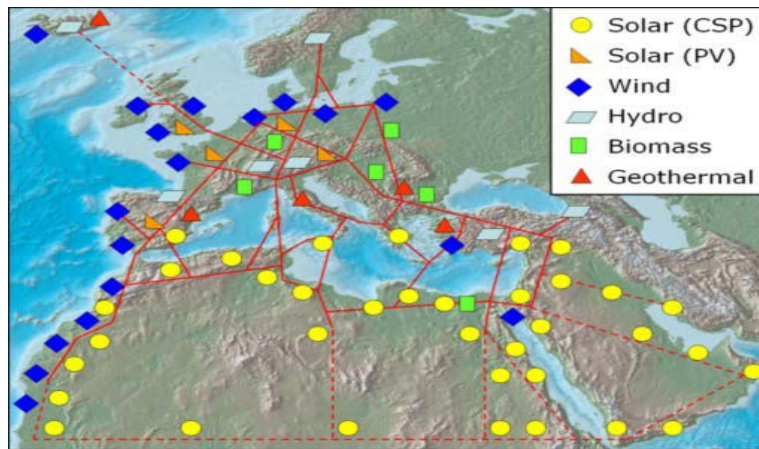 Solar (CSP)
Solar (PV)
Wind
Hydro
Biomass
Geothermal